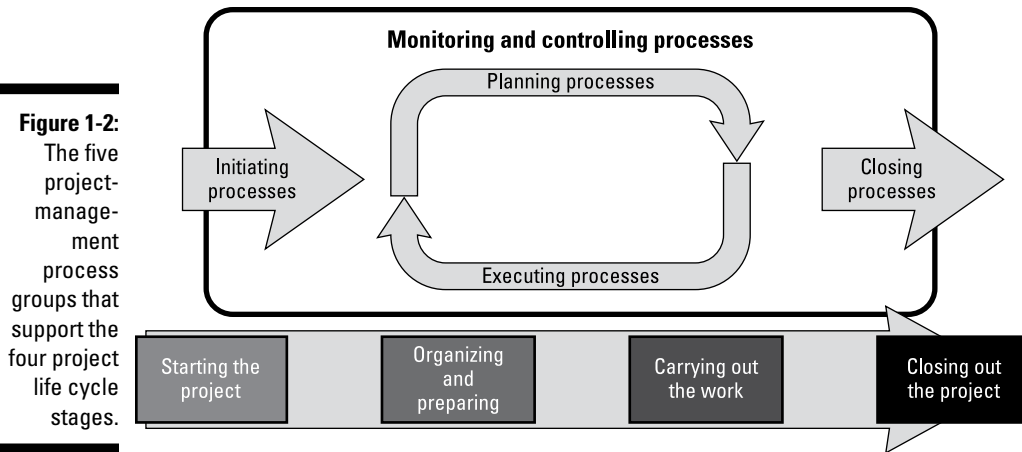 Figure 1-2:
The five
project-
manage-
ment
process
groups that
support the
four project
life cycle
stages.
Monitoring and controlling processes
Planning processes
Initiating
processes
Closing
processes
Executing processes
Starting the
project
Organizing
and
preparing
Carrying out
the work
Closing out
the project